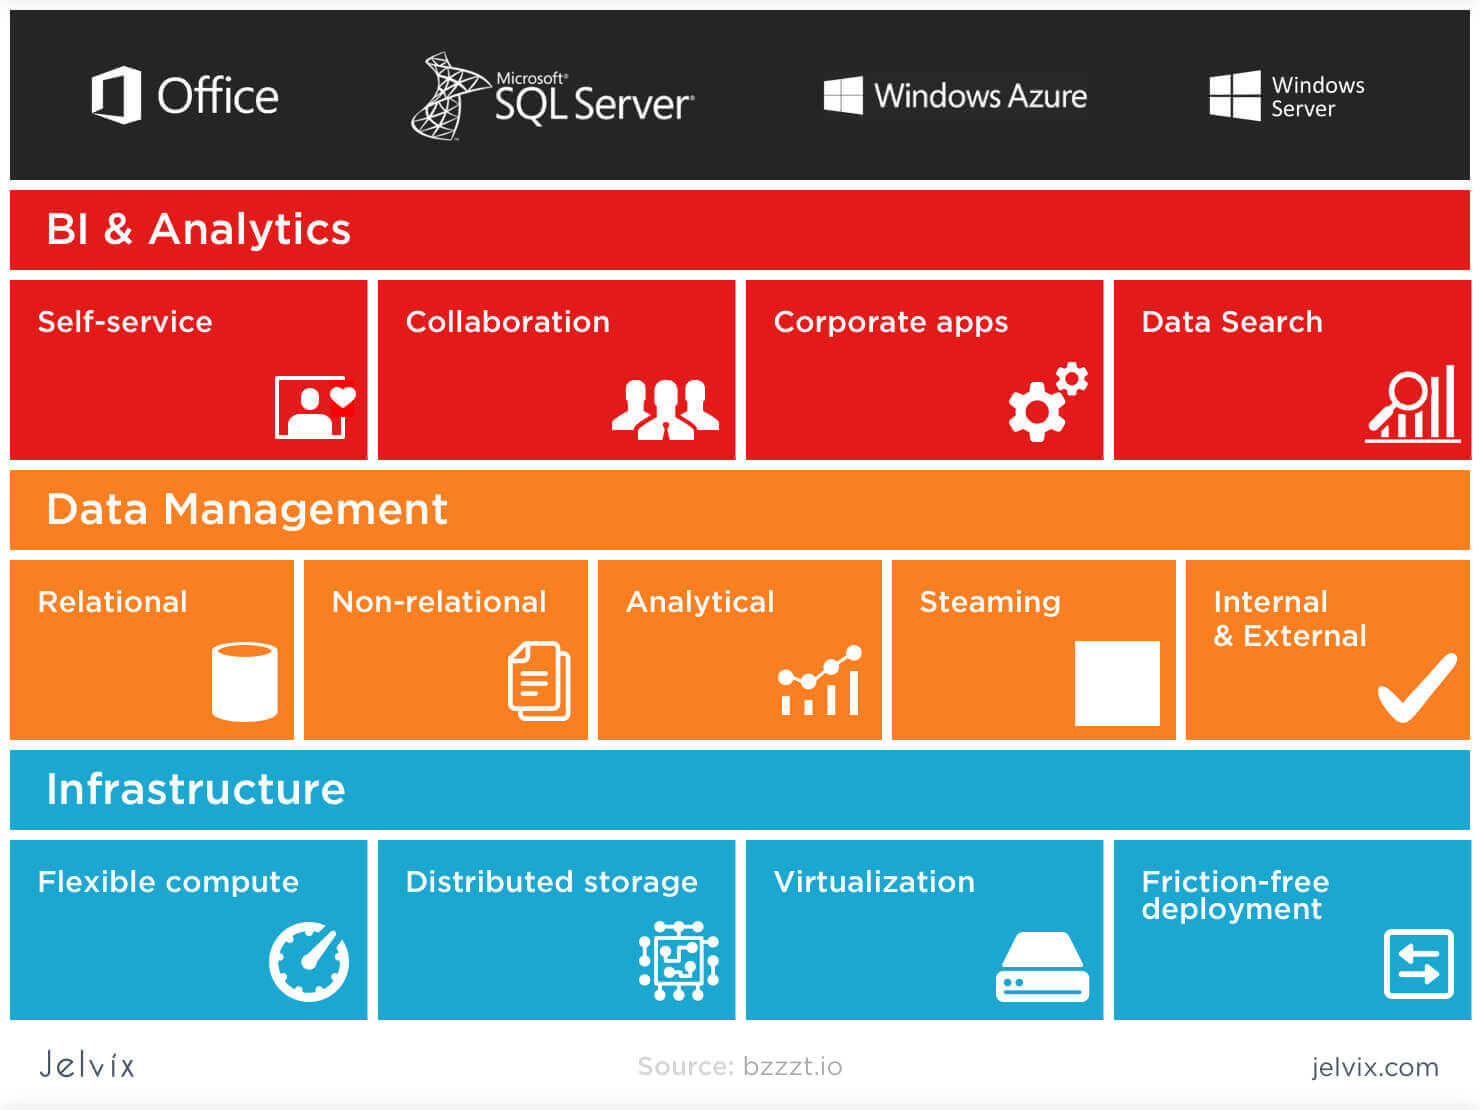 Office
Microsoft®
SQL Server®
Windows Azure
Windows
Server
BI & Analytics
Self-service
Collaboration
Corporate apps
Data Search
Data Management
Relational
Non-relational
Analytical
Steaming
Internal
& External
Infrastructure
Flexible compute
Distributed storage
Virtualization
Friction-free
deployment
Jelvix
Source: bzzzt.io
jelvix.com